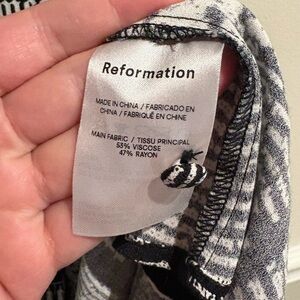 Reformation
MADE IN CHINA / FABRICADO EN
CHINA / FABRIQUÉ EN CHINE
MAIN FABRIC / TISSU PRINCIPAL
53% VISCOSE
47% RAYON